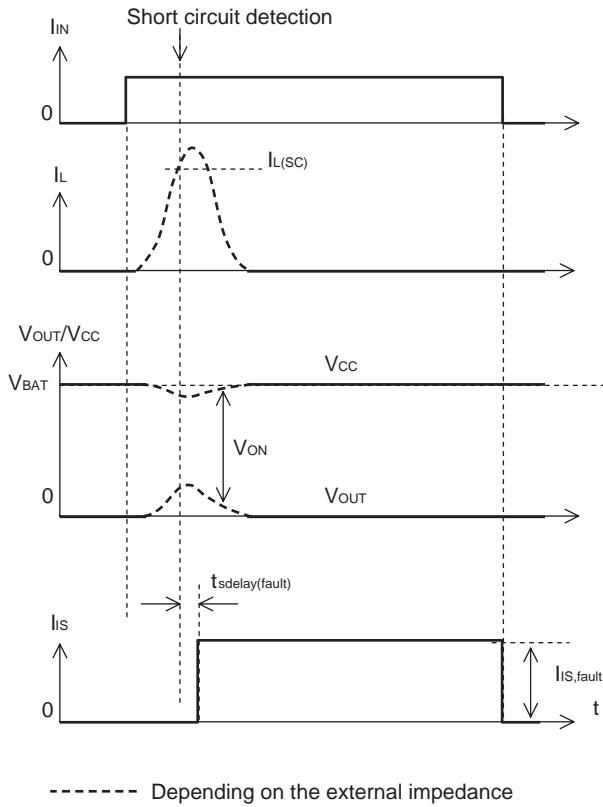 Short circuit detection
IIN
0
IL(SC)
IL
0
VOUT/VCC
VCC
VBAT
VON
0
VOUT
tsdelay(fault)
IIS
IIS,fault
0
t
Depending on the external impedance